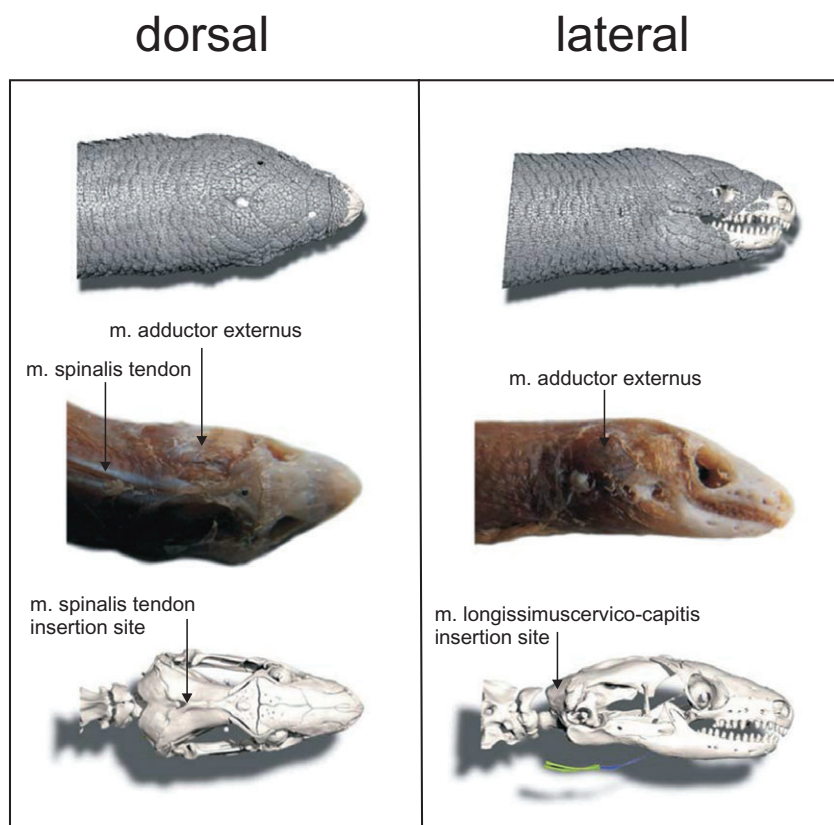 dorsal
lateral
m. adductor externus
m. spinalis tendon
m. adductor externus
m. spinalis tendon
insertion site
m. longissimuscervico-capitis
insertion site